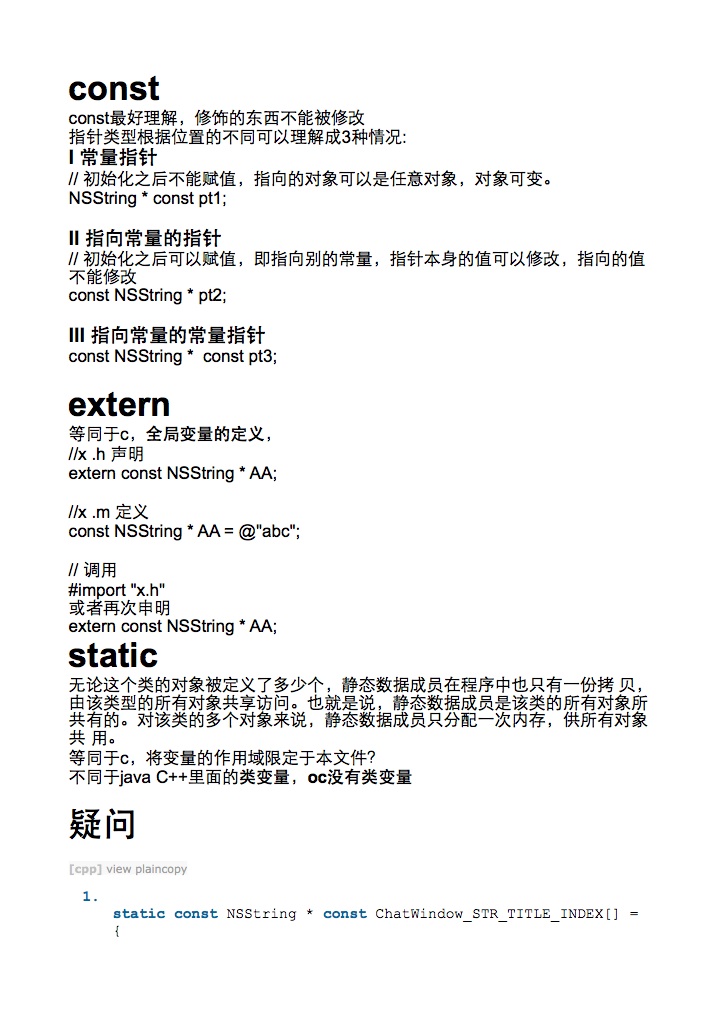 const
const最好理解，修饰的东西不能被修改
指针类型根据位置的不同可以理解成3种情况:
I 常量指针
// 初始化之后不能赋值，指向的对象可以是任意对象，对象可变。
NSString * const pt1;
II 指向常量的指针
// 初始化之后可以赋值，即指向别的常量，指针本身的值可以修改，指向的值
不能修改
const NSString * pt2;
III 指向常量的常量指针
const NSString *  const pt3;
extern
等同于c，全局变量的定义，
//x .h 声明
extern const NSString * AA;
//x .m 定义
const NSString * AA = @"abc";
// 调用
#import "x.h"
或者再次申明
extern const NSString * AA;
static
无论这个类的对象被定义了多少个，静态数据成员在程序中也只有一份拷 贝，
由该类型的所有对象共享访问。也就是说，静态数据成员是该类的所有对象所
共有的。对该类的多个对象来说，静态数据成员只分配一次内存，供所有对象
共 用。
等同于c，将变量的作用域限定于本文件?
不同于java C++里面的类变量，oc没有类变量
疑问
[cpp] view plaincopy
1.
static const NSString * const ChatWindow_STR_TITLE_INDEX[] =
{